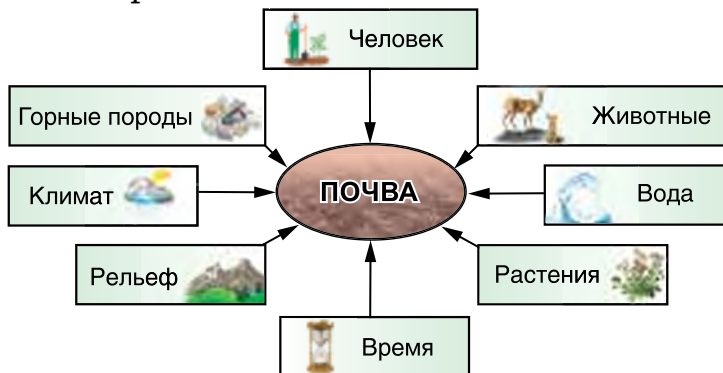 Человек
Горные породы
Животные
ПОЧВА
Климат
Вода
Рельеф
Растения
Время